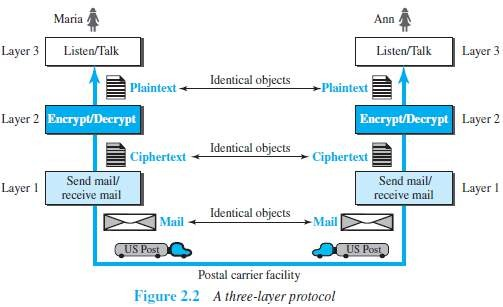 Maria
Ann
Layer 3
Listen/Talk
Listen/Talk
Layer 3
Plaintext
Identical objects
Plaintext
Layer 2
Encrypt/Decrypt
Encrypt/Decrypt
Layer 2
Ciphertext
Identical objects
Ciphertext
Layer 1
Send mail/
receive mail
Send mail/
receive mail
Layer 1
Mail
Identical objects
Mail
US Post
US Post
Postal carrier facility
Figure 2.2 A three-layer protocol